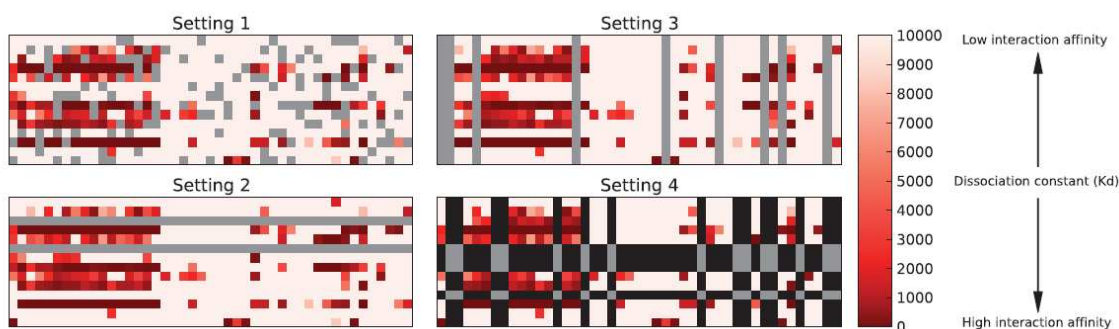 Setting 1
Setting 3
Setting 2
Setting 4
10000
9000
8000
7000
6000
5000
4000
3000
2000
1000
0
Low interaction affinity
Dissociation constant (Kd)
High interaction affinity